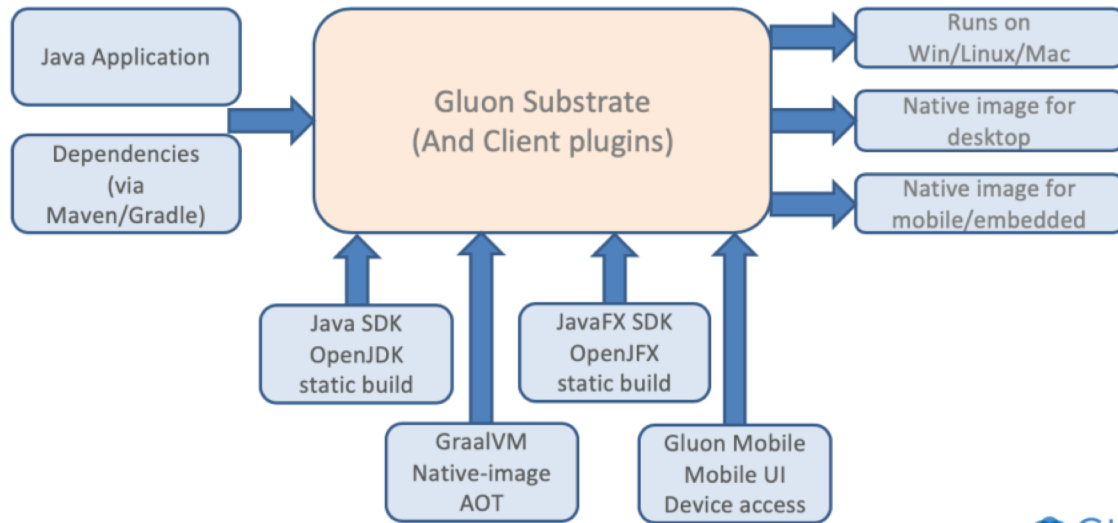 Java Application
Dependencies
(via
Maven/Gradle)
Gluon Substrate
(And Client plugins)
Runs on
Win/Linux/Mac
Native image for
desktop
Native image for
mobile/embedded
Java SDK
OpenJDK
static build
JavaFX SDK
OpenJFX
static build
GraalVM
Native-image
AOT
Gluon Mobile
Mobile UI
Device access